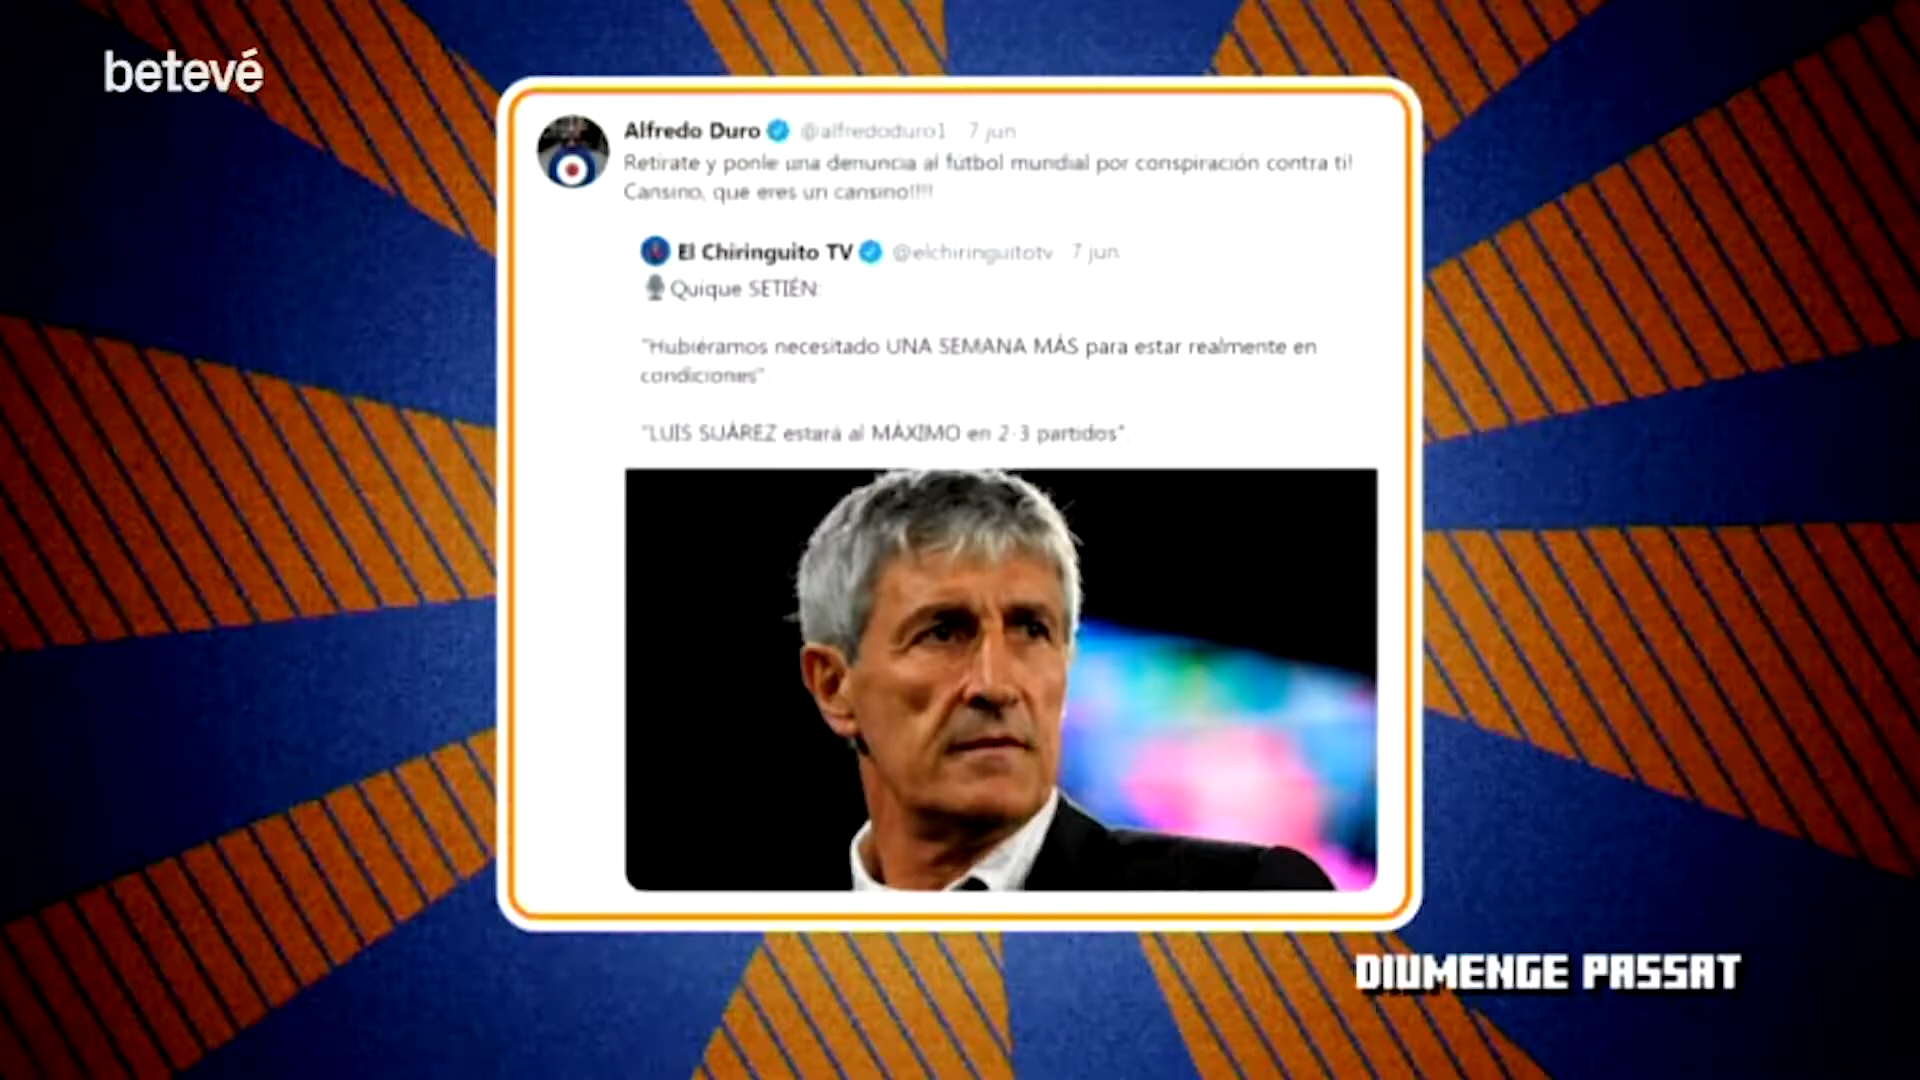 betevé
Alfredo Duro @alfredoduro1 7 jun
Retírate y ponle una denuncia al fútbol mundial por conspiración contra ti!
Cansino, que eres un cansino!!!!
El Chiringuito TV @elchiringuitotv 7 jun.
Quique SETIÉN:
"Hubiéramos necesitado UNA SEMANA MÁS para estar realmente en
condiciones".
"LUIS SUÁREZ estará al MÁXIMO en 2-3 partidos".
DIUMENGE PASSAT